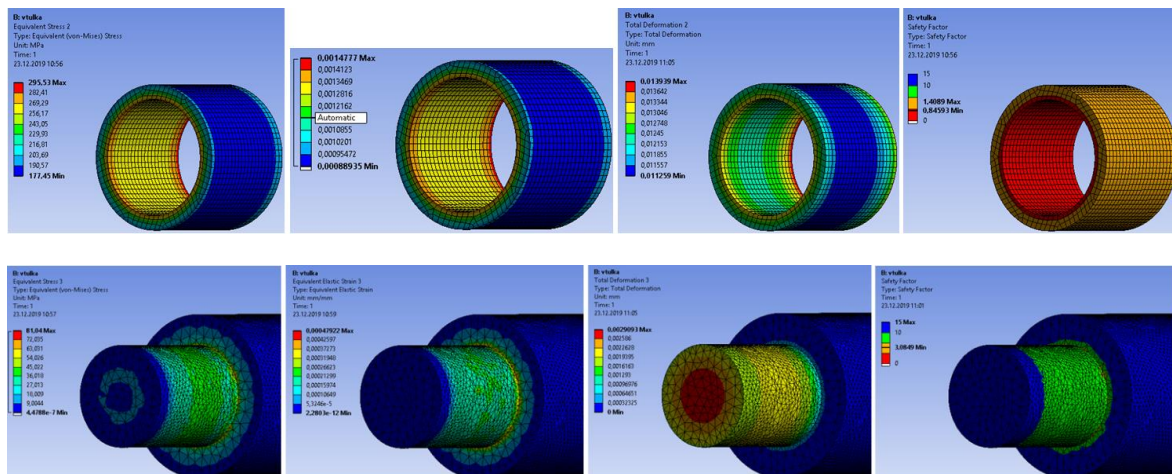 B: vtulka
Equivalent Stress 2
Type: Equivalent (von-Mises) Stress
Unit: MPa
Time: 1
23.12.2019 10:56
295,53 Max
282,41
269,29
256,17
243,05
229,93
216,81
203,69
190,57
177,45 Min
0,0014777 Max
0,0014123
0,0013469
0,0012816
0,0012162
Automatic
0,0010855
0,0010201
0,00095472
0,00088935 Min
B: vtulka
Total Deformation 2
Type: Total Deformation
Unit: mm
Time: 1
23.12.2019 11:05
0,013939 Max
0,013642
0,013344
0,013046
0,012748
0,01245
0,012153
0,011855
0,011557
0,011259 Min
B: vtulka
Safety Factor
Type: Safety Factor
Time: 1
23.12.2019 10:56
15
10
1,4089 Max
0,84593 Min
0
B: vtulka
Equivalent Stress 3
Type: Equivalent (von-Mises) Stress
Unit: MPa
Time: 1
23.12.2019 10:57
81,04 Max
72,035
63,031
54,026
45,022
36,018
27,013
18,009
9,0044
4,4788e-7 Min
B: vtulka
Equivalent Elastic Strain 3
Type: Equivalent Elastic Strain
Unit: mm/mm
Time: 1
23.12.2019 10:59
0,00047922 Max
0,00042597
0,00037273
0,00031948
0,00026623
0,00021299
0,00015974
0,00010649
5,3246e-5
2,2803e-12 Min
B: vtulka
Total Deformation 3
Type: Total Deformation
Unit: mm
Time: 1
23.12.2019 11:05
0,0029093 Max
0,002586
0,0022628
0,0019395
0,0016163
0,001293
0,00096976
0,00064651
0,00032325
0 Min
B: vtulka
Safety Factor
Type: Safety Factor
Time: 1
23.12.2019 11:01
15 Max
10
3,0849 Min
0